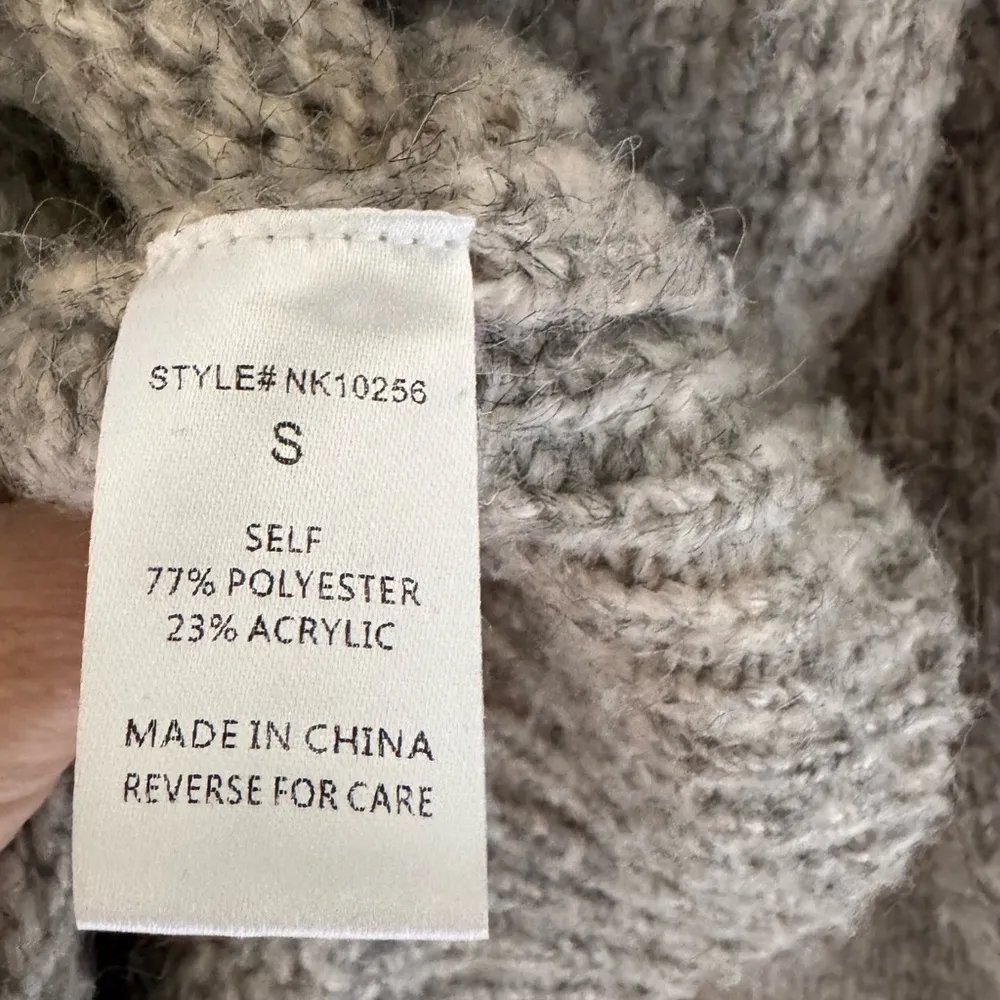 STYLE# NK10256
S
SELF
77% POLYESTER
23% ACRYLIC
MADE IN CHINA
REVERSE FOR CARE